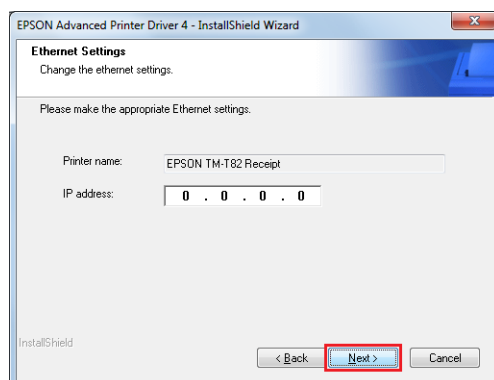 EPSON Advanced Printer Driver 4 - InstallShield Wizard
Ethernet Settings
Change the ethernet settings.
Please make the appropriate Ethernet settings.
Printer name: EPSON TM-T82 Receipt
IP address: 0 . 0 . 0 . 0
InstallShield
< Back Next > Cancel